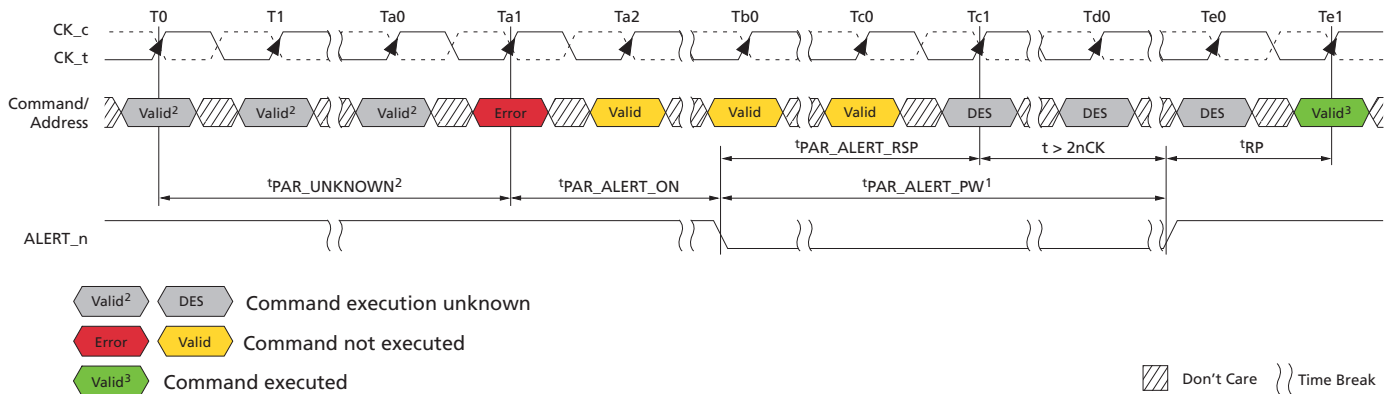 T0 T1 Ta0 Ta1 Ta2 Tb0 Tc0 Tc1 Td0 Te0 Te1
CK_c
CK_t
Command/
Address
Valid² Valid² Valid² Error Valid Valid Valid DES DES DES Valid³
ᵗPAR_ALERT_RSP t > 2nCK ᵗRP
ᵗPAR_UNKNOWN² ᵗPAR_ALERT_ON ᵗPAR_ALERT_PW¹
ALERT_n
Valid² DES Command execution unknown
Error Valid Command not executed
Valid³ Command executed
Don't Care Time Break